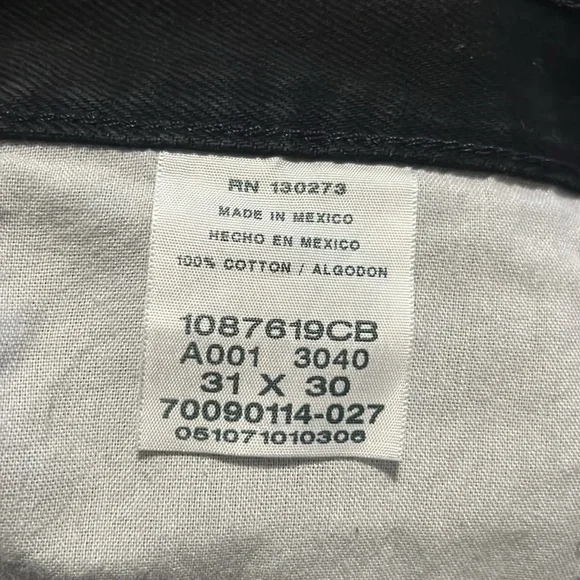 RN 130273
MADE IN MEXICO
HECHO EN MEXICO
100% COTTON / ALGODON
1087619CB
A001 3040
31 X 30
70090114-027
051071010306